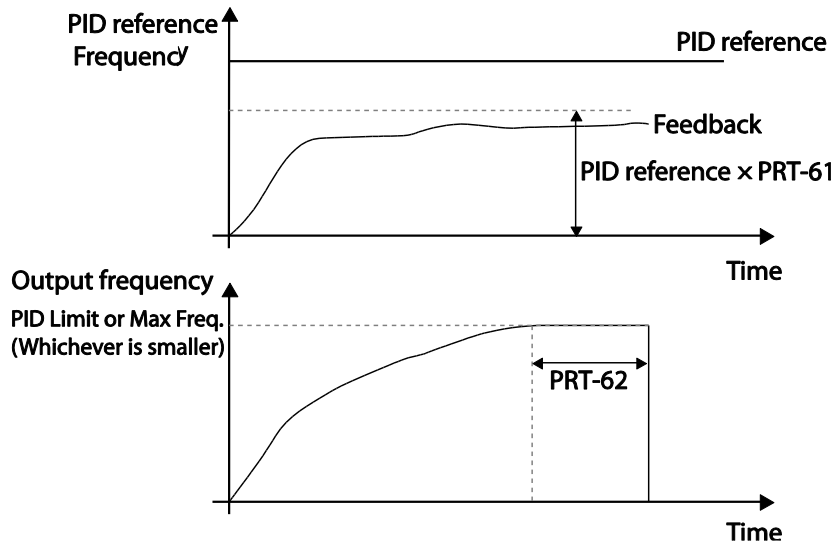 PID reference
Frequency
PID reference
Feedback
PID reference × PRT-61
Time
Output frequency
PID Limit or Max Freq.
(Whichever is smaller)
PRT-62
Time